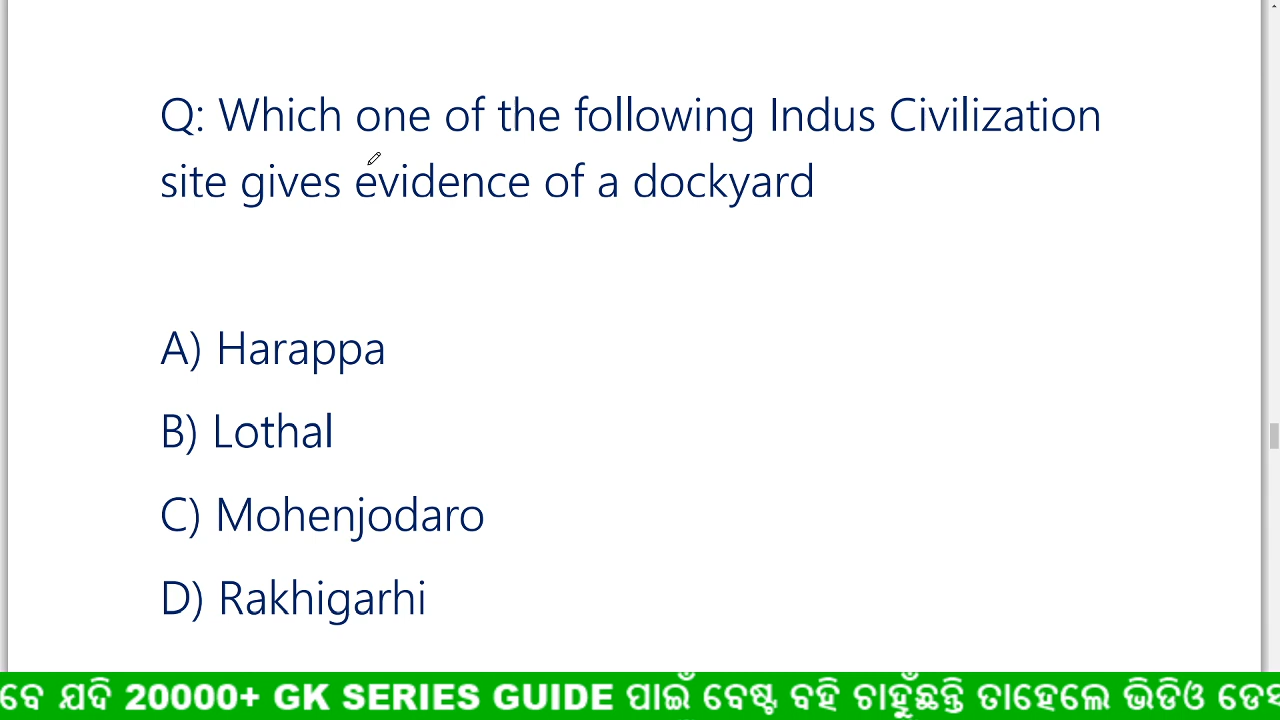 Q: Which one of the following Indus Civilization
site gives evidence of a dockyard
A) Harappa
B) Lothal
C) Mohenjodaro
D) Rakhigarhi
ବେ ଯଦି 20000+ GK SERIES GUIDE ପାଇଁ ବେଷ୍ଟ ବହି ଚାହୁଁଛନ୍ତି ତାହେଲେ ଭିଡିଓ ଡେସ